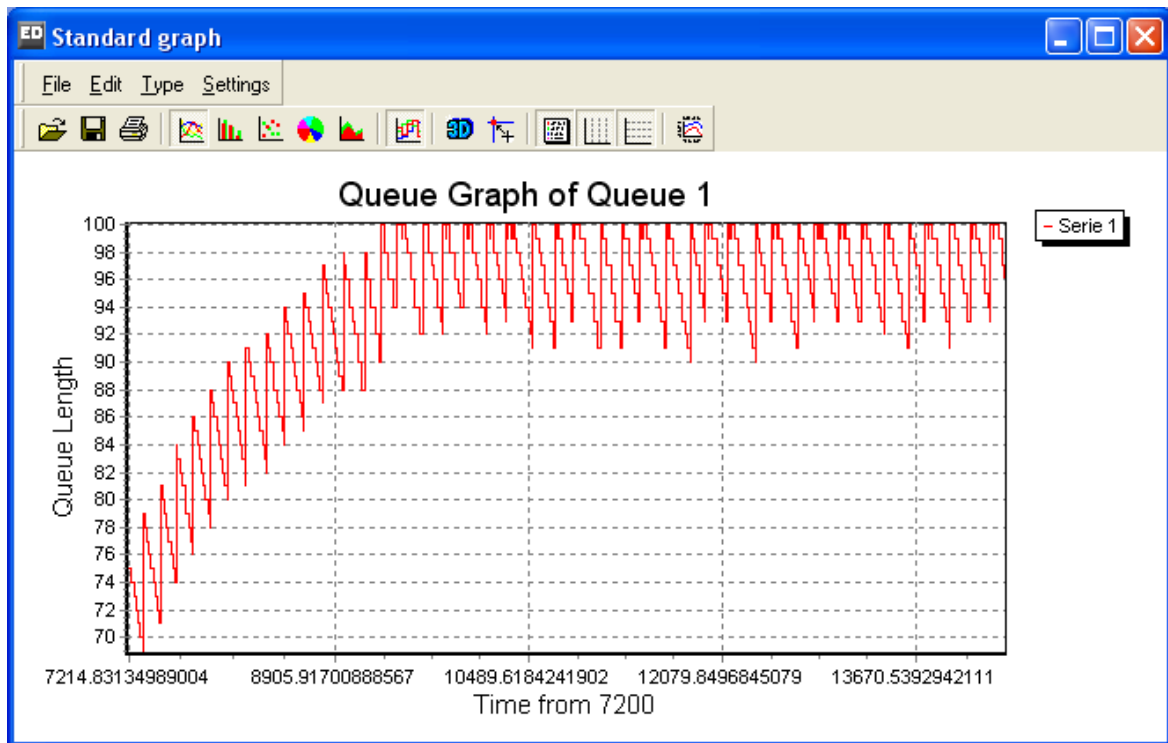 ED Standard graph
File Edit Type Settings
3D
Queue Graph of Queue 1
Serie 1
100
98
96
94
92
90
88
86
84
82
80
78
76
74
72
70
Queue Length
7214.83134989004 8905.91700888567 10489.6184241902 12079.8496845079 13670.5392942111
Time from 7200